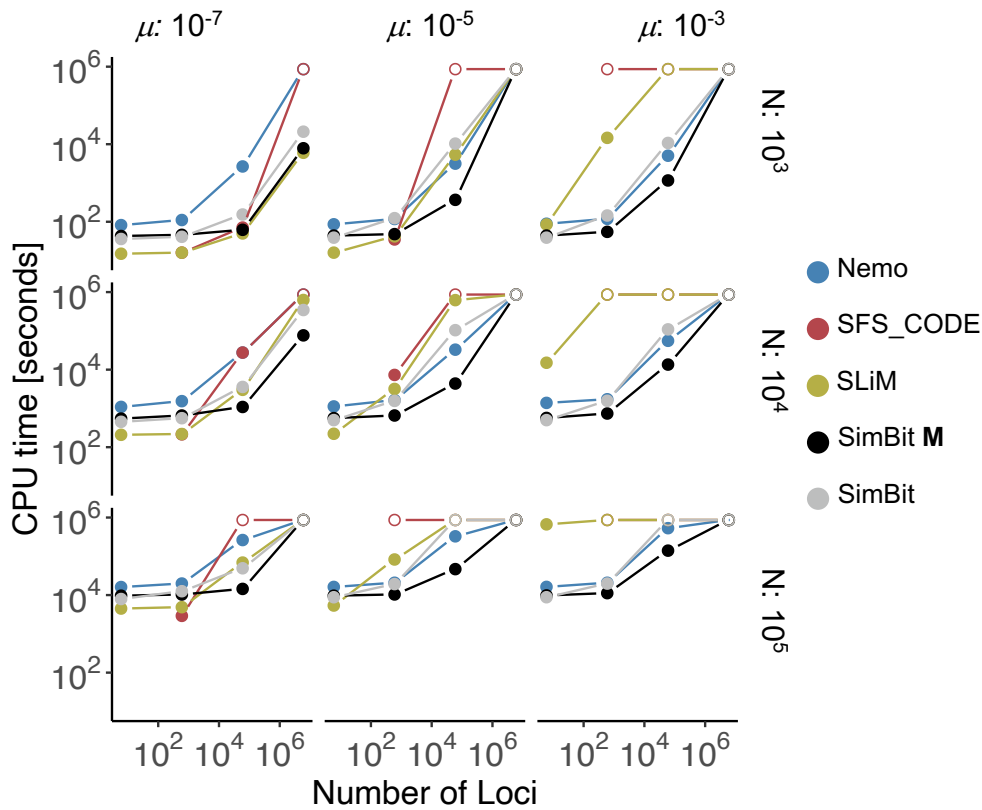 μ: 10⁻⁷ μ: 10⁻⁵ μ: 10⁻³
10⁶
10⁴
10²
N: 10³
10⁶
10⁴
10²
N: 10⁴
10⁶
10⁴
10²
N: 10⁵
CPU time [seconds]
10² 10⁴ 10⁶ 10² 10⁴ 10⁶ 10² 10⁴ 10⁶
Number of Loci
Nemo
SFS_CODE
SLiM
SimBit M
SimBit